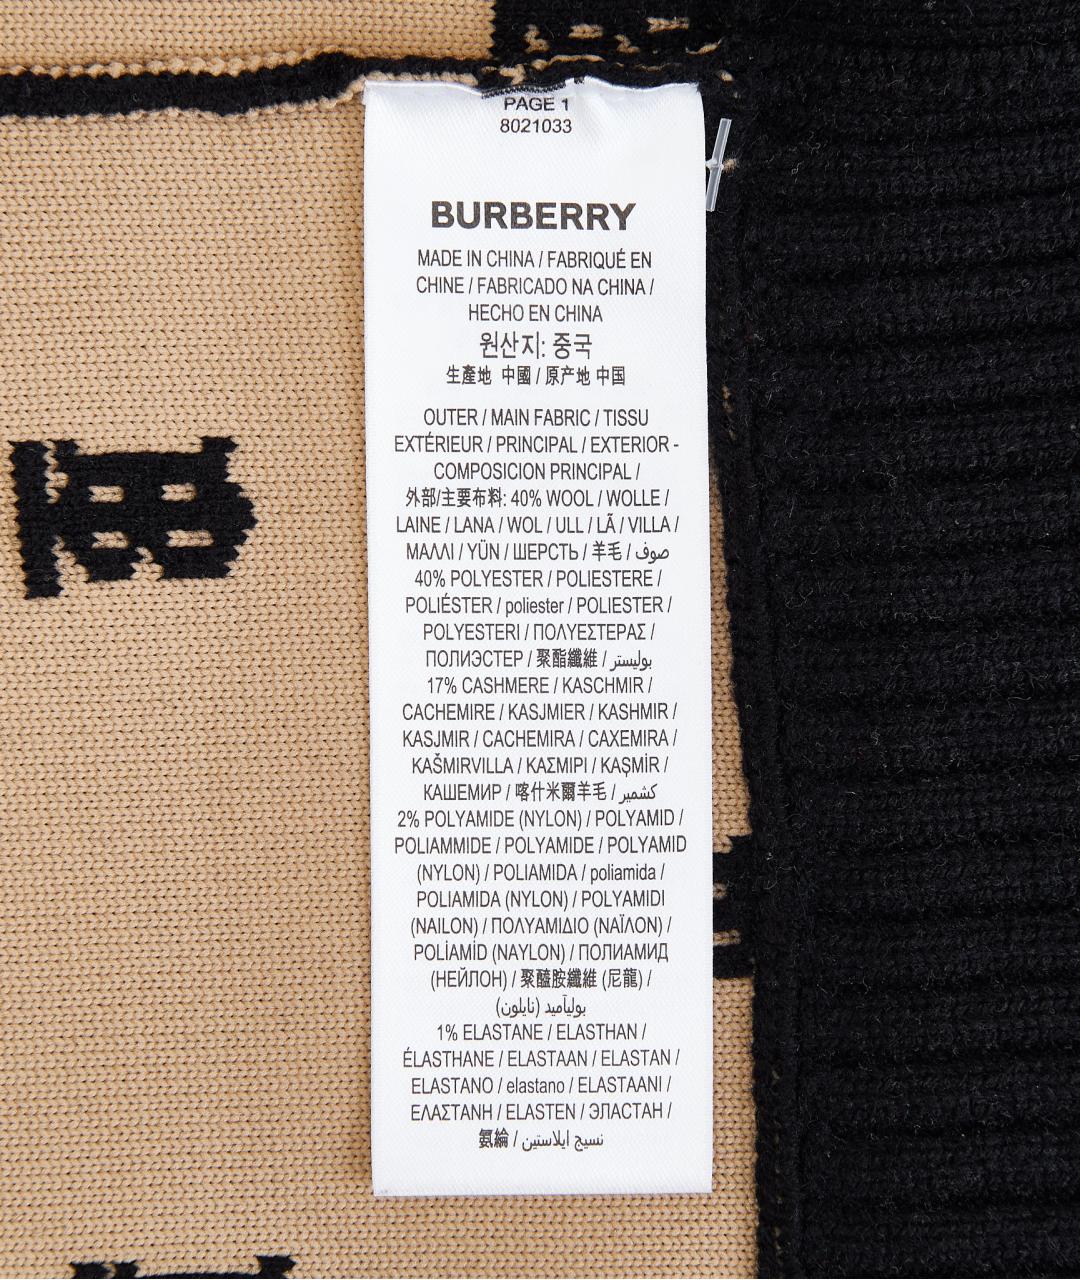 PAGE 1
8021033
BURBERRY
MADE IN CHINA / FABRIQUÉ EN
CHINE / FABRICADO NA CHINA /
HECHO EN CHINA
원산지: 중국
生產地 中國 / 原产地 中国
OUTER / MAIN FABRIC / TISSU
EXTÉRIEUR / PRINCIPAL / EXTERIOR -
COMPOSICION PRINCIPAL /
外部/主要布料: 40% WOOL / WOLLE /
LAINE / LANA / WOL / ULL / LÃ / VILLA /
ΜΑΛΛΙ / YÜN / ШЕРСТЬ / 羊毛 / صوف
40% POLYESTER / POLIESTERE /
POLIÉSTER / poliester / POLIESTER /
POLYESTERI / ΠΟΛΥΕΣΤΕΡΑΣ /
ПОЛИЭСТЕР / 聚酯纖維 / بوليستر
17% CASHMERE / KASCHMIR /
CACHEMIRE / KASJMIER / KASHMIR /
KASJMIR / CACHEMIRA / CAXEMIRA /
KAŠMIRVILLA / ΚΑΣΜΙΡΙ / KAŞMİR /
КАШЕМИР / 喀什米爾羊毛 / كشمير
2% POLYAMIDE (NYLON) / POLYAMID /
POLIAMMIDE / POLYAMIDE / POLYAMID
(NYLON) / POLIAMIDA / poliamida /
POLIAMIDA (NYLON) / POLYAMIDI
(NAILON) / ΠΟΛΥΑΜΙΔΙΟ (ΝΑΪΛΟΝ) /
POLİAMİD (NAYLON) / ПОЛИАМИД
(НЕЙЛОН) / 聚醯胺纖維 (尼龍) /
بوليآميد (نايلون)
1% ELASTANE / ELASTHAN /
ÉLASTHANE / ELASTAAN / ELASTAN /
ELASTANO / elastano / ELASTAANI /
ΕΛΑΣΤΑΝΗ / ELASTEN / ЭЛАСТАН /
氨綸 / نسيج ايلاستين